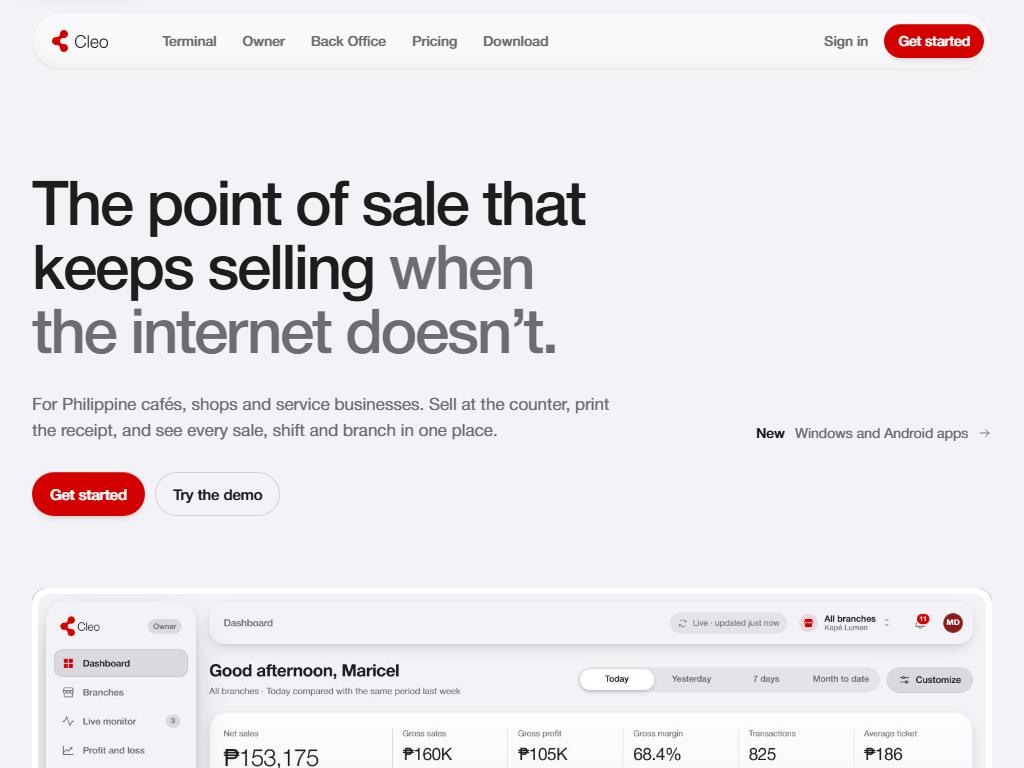 Cleo
Terminal
Owner
Back Office
Pricing
Download
Sign in
Get started
The point of sale that
keeps selling when
the internet doesn’t.
For Philippine cafés, shops and service businesses. Sell at the counter, print
the receipt, and see every sale, shift and branch in one place.
New Windows and Android apps →
Get started
Try the demo
Cleo
Owner
Dashboard
Branches
Live monitor
3
Profit and loss
Dashboard
Live · updated just now
All branches
Kapé Lumen
11
MD
Good afternoon, Maricel
All branches · Today compared with the same period last week
Today
Yesterday
7 days
Month to date
Customize
Net sales
₱153,175
Gross sales
₱160K
Gross profit
₱105K
Gross margin
68.4%
Transactions
825
Average ticket
₱186